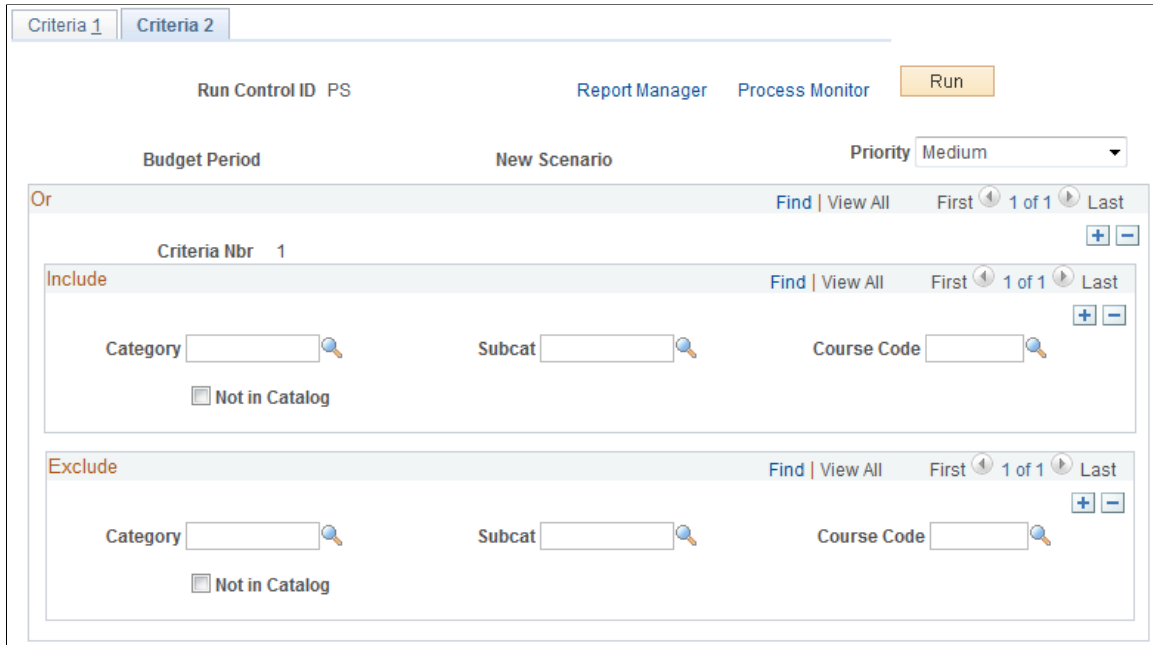 Criteria 1 Criteria 2
Run Control ID PS Report Manager Process Monitor Run
Budget Period New Scenario Priority Medium
Or Find | View All First 1 of 1 Last
Criteria Nbr 1
Include Find | View All First 1 of 1 Last
Category Subcat Course Code
Not in Catalog
Exclude Find | View All First 1 of 1 Last
Category Subcat Course Code
Not in Catalog